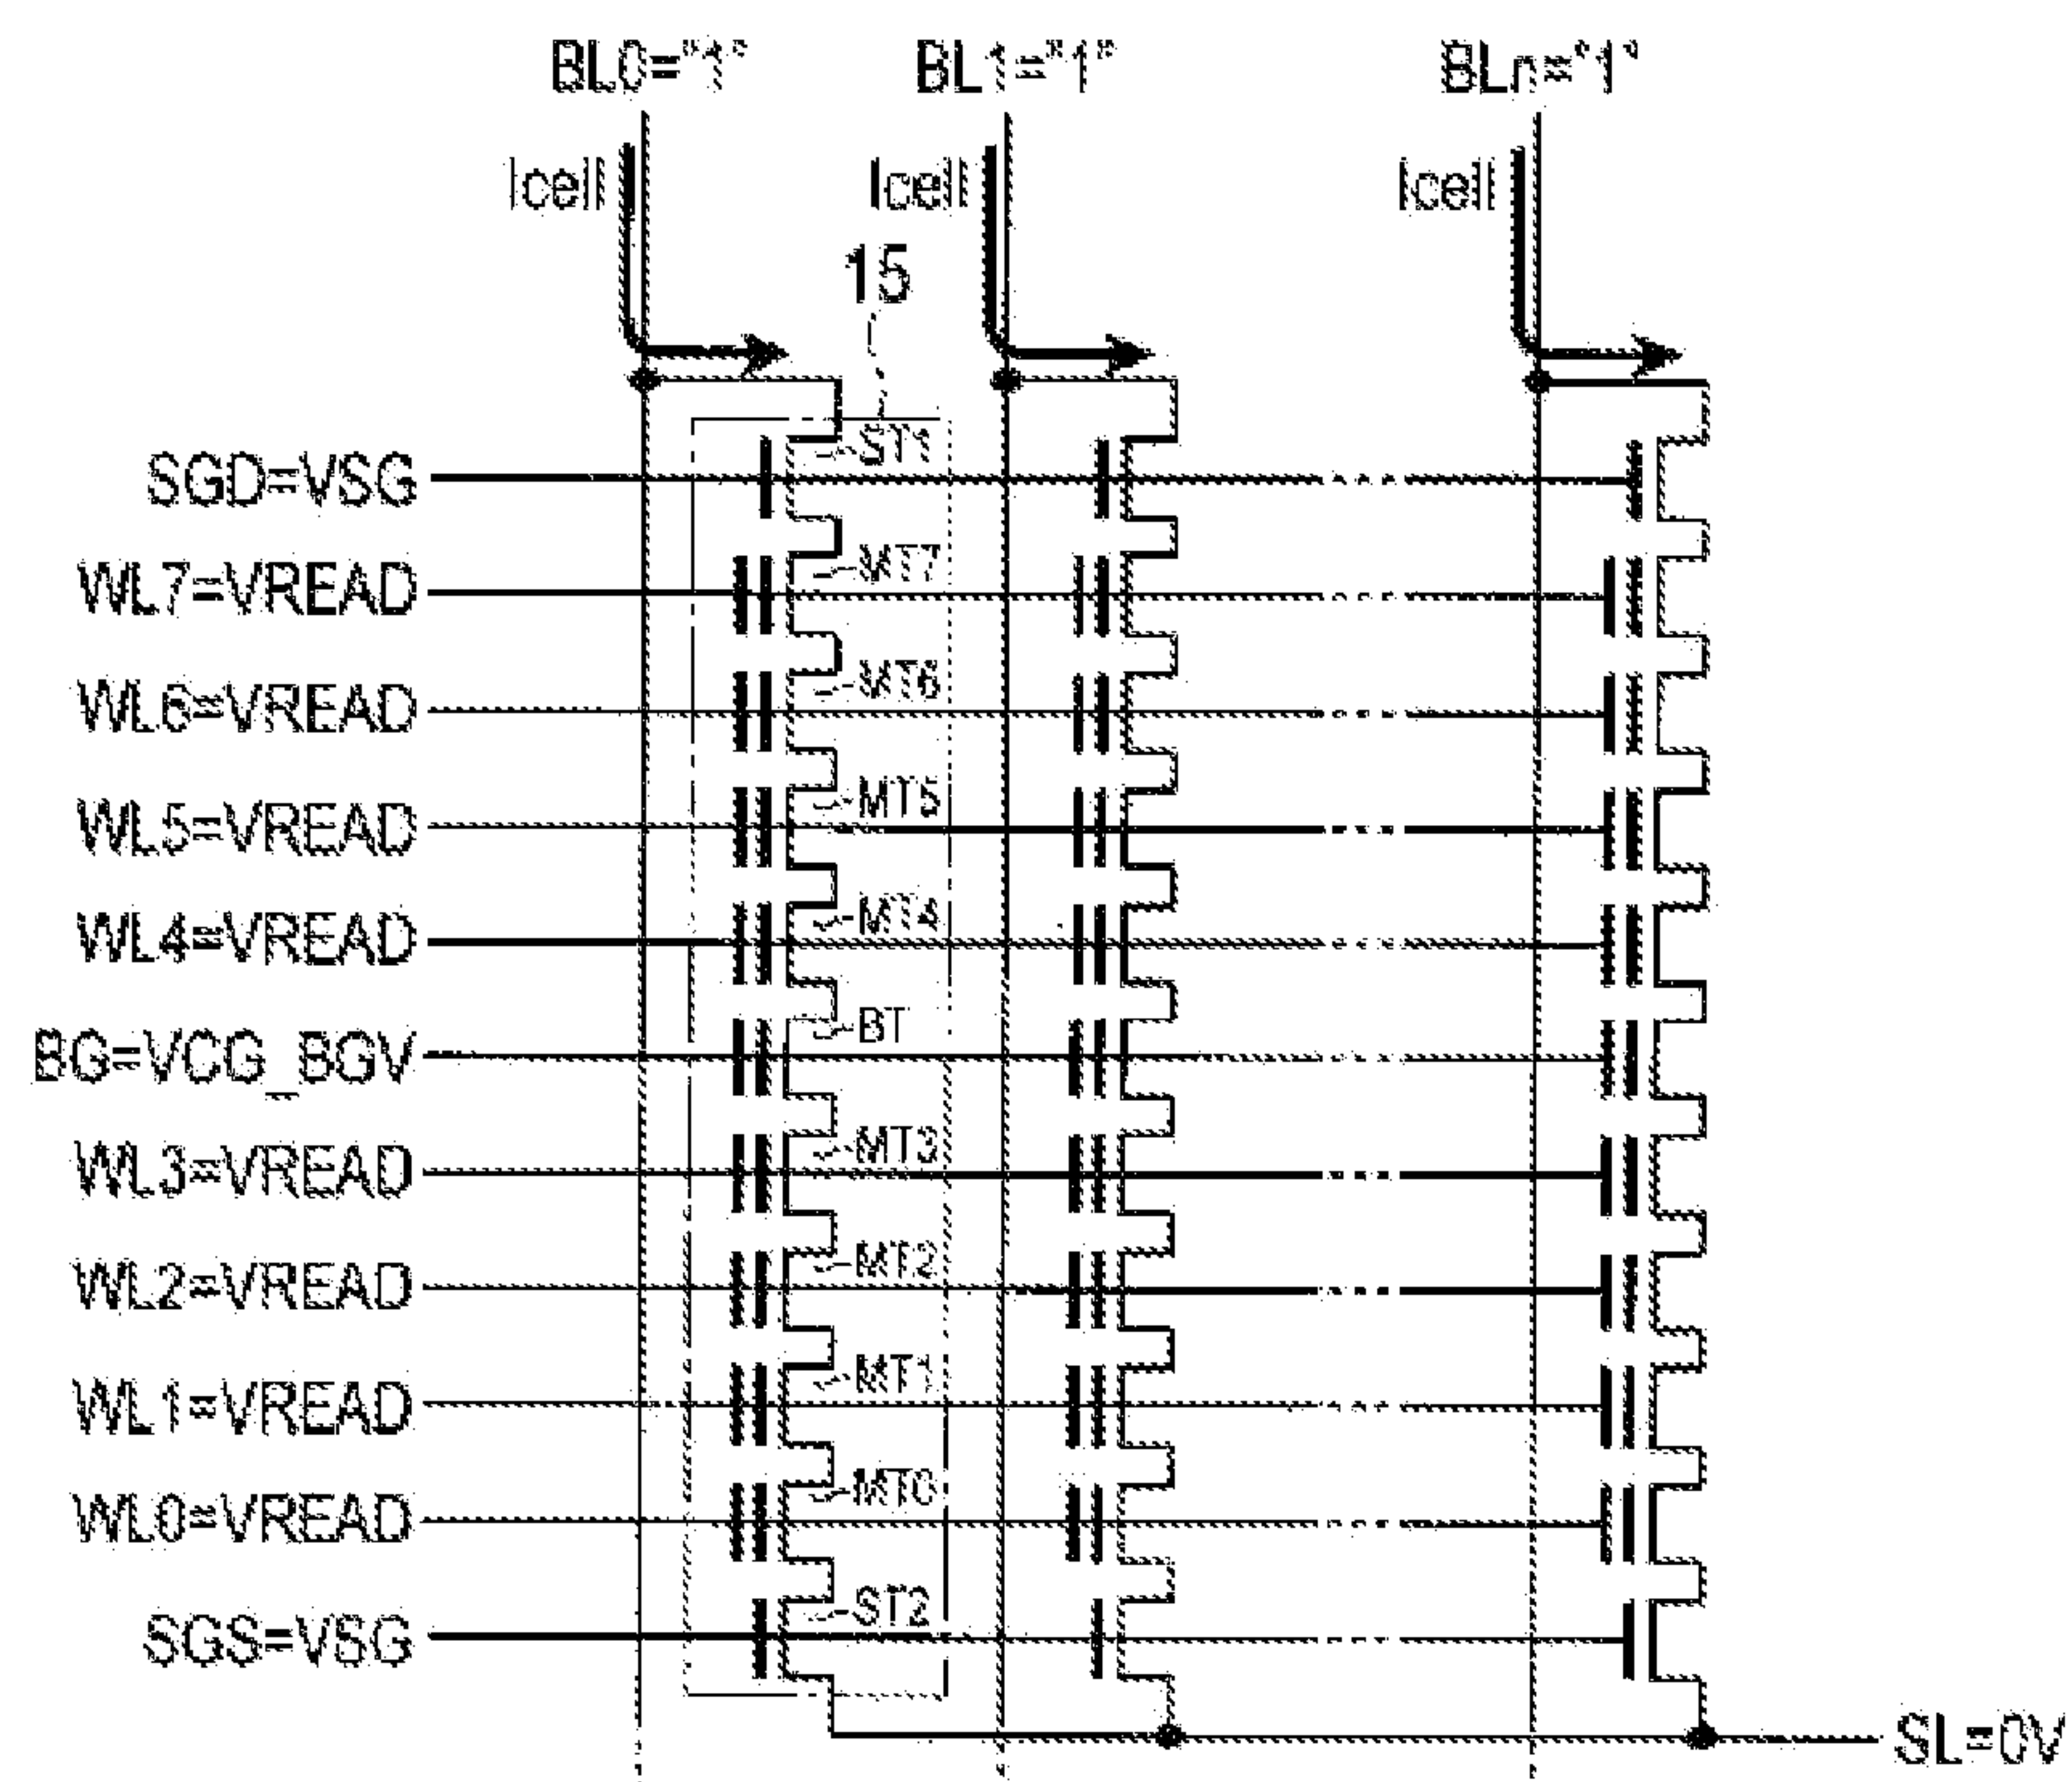 BL0="1" BL1="1" BLn="1"
Icell Icell Icell
15
SGD=VSG ST1
WL7=VREAD MT7
WL6=VREAD MT6
WL5=VREAD MT5
WL4=VREAD MT4
BG=VCG_BGV BT
WL3=VREAD MT3
WL2=VREAD MT2
WL1=VREAD MT1
WL0=VREAD MT0
SGS=VSG ST2
SL=0V